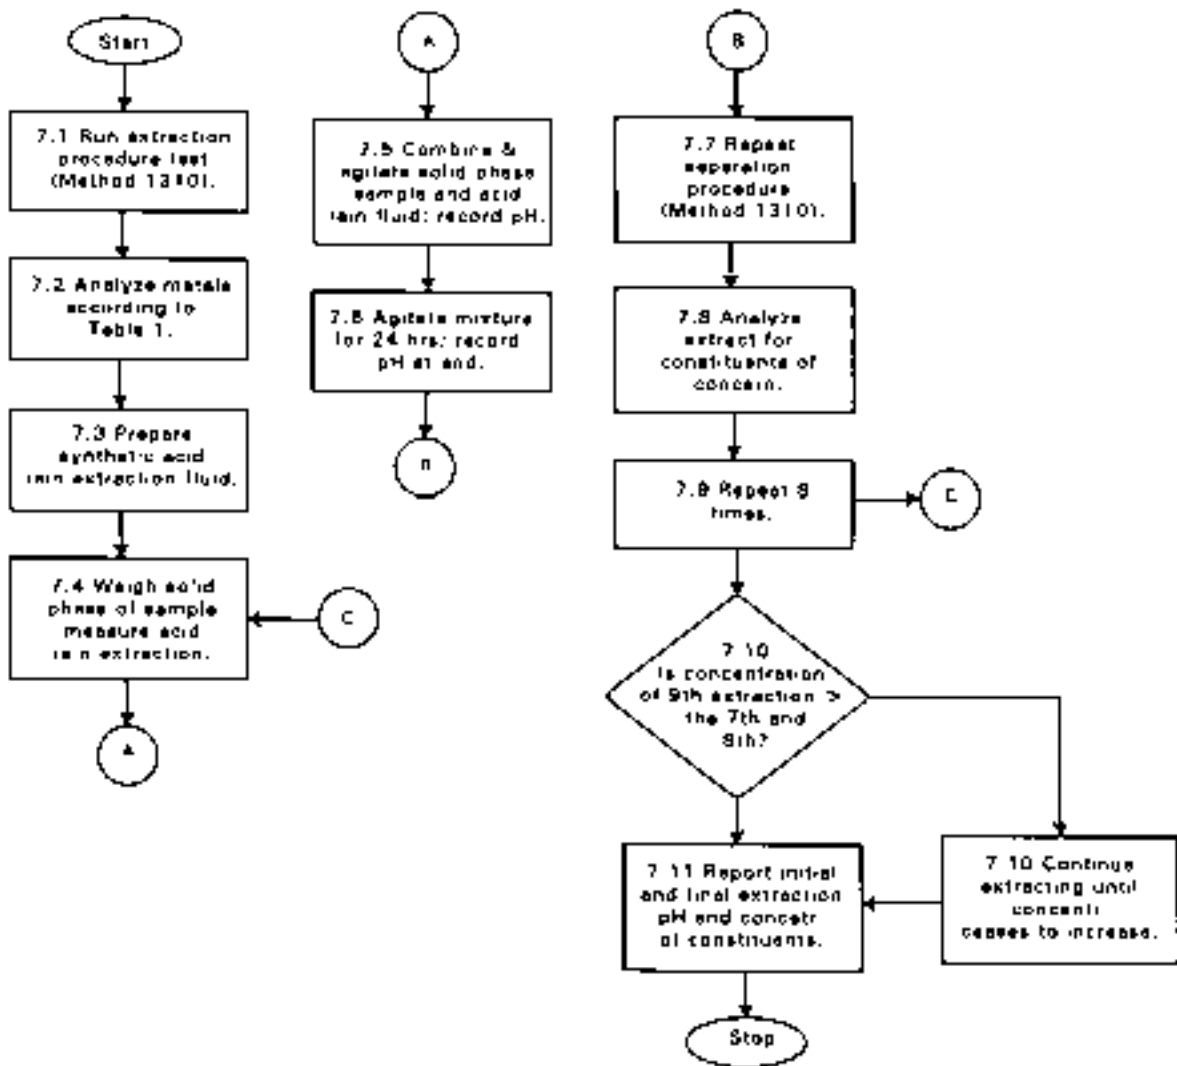 Start
7.1 Run extraction
procedure test
(Method 1310).
7.2 Analyze metals
according to
Table 1.
7.3 Prepare
synthetic acid
rain extraction fluid.
7.4 Weigh solid
phase of sample
measure acid
rain extraction.
C
A
A
7.5 Combine &
agitate solid phase
sample and acid
rain fluid; record pH.
7.6 Agitate mixture
for 24 hrs; record
pH at end.
B
B
7.7 Repeat
separation
procedure
(Method 1310).
7.8 Analyze
extract for
constituents of
concern.
7.9 Repeat 8
times.
C
7 10
Is concentration
of 9th extraction >
the 7th and
8th?
7 11 Report initial
and final extraction
pH and concetr
of constituents.
7 10 Continue
extracting until
concentr
ceases to increase.
Stop